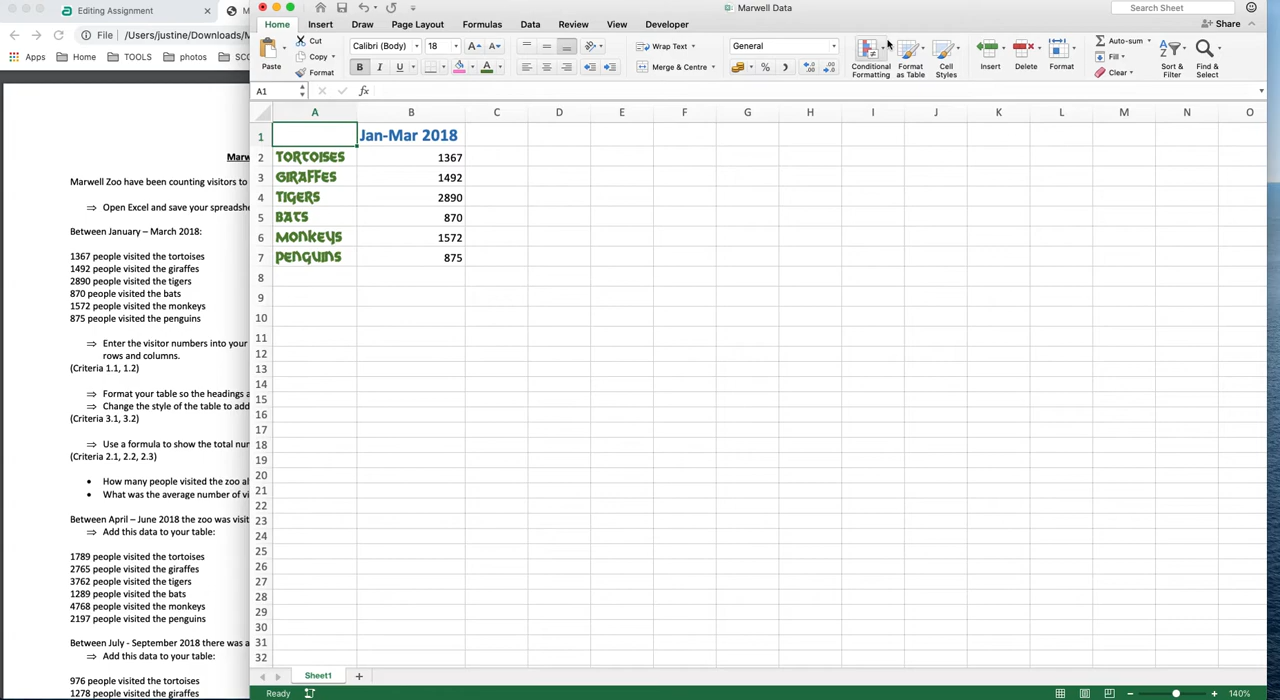 Editing Assignment
File /Users/justine/Downloads/M
Apps Home TOOLS photos SCO
Marw
Marwell Zoo have been counting visitors to
⇒ Open Excel and save your spreadshe
Between January – March 2018:
1367 people visited the tortoises
1492 people visited the giraffes
2890 people visited the tigers
870 people visited the bats
1572 people visited the monkeys
875 people visited the penguins
⇒ Enter the visitor numbers into your
rows and columns.
(Criteria 1.1, 1.2)
⇒ Format your table so the headings a
⇒ Change the style of the table to add
(Criteria 3.1, 3.2)
⇒ Use a formula to show the total nur
(Criteria 2.1, 2.2, 2.3)
• How many people visited the zoo al
• What was the average number of vi
Between April – June 2018 the zoo was visit
⇒ Add this data to your table:
1789 people visited the tortoises
2765 people visited the giraffes
3762 people visited the tigers
1289 people visited the bats
4768 people visited the monkeys
2197 people visited the penguins
Between July - September 2018 there was a
⇒ Add this data to your table:
976 people visited the tortoises
1278 people visited the giraffes
Marwell Data
Search Sheet
Home Insert Draw Page Layout Formulas Data Review View Developer
Share
Paste
Cut
Copy
Format
Calibri (Body) 18 A A
B I U A
Wrap Text
Merge & Centre
General
%
Conditional Formatting
Format as Table
Cell Styles
Insert
Delete
Format
Auto-sum
Fill
Clear
Sort & Filter
Find & Select
A1 fx
A B C D E F G H I J K L M N O
1 Jan-Mar 2018
2 TORTOISES 1367
3 GIRAFFES 1492
4 TIGERS 2890
5 BATS 870
6 MONKEYS 1572
7 PENGUINS 875
8
9
10
11
12
13
14
15
16
17
18
19
20
21
22
23
24
25
26
27
28
29
30
31
32
Sheet1 +
Ready
140%